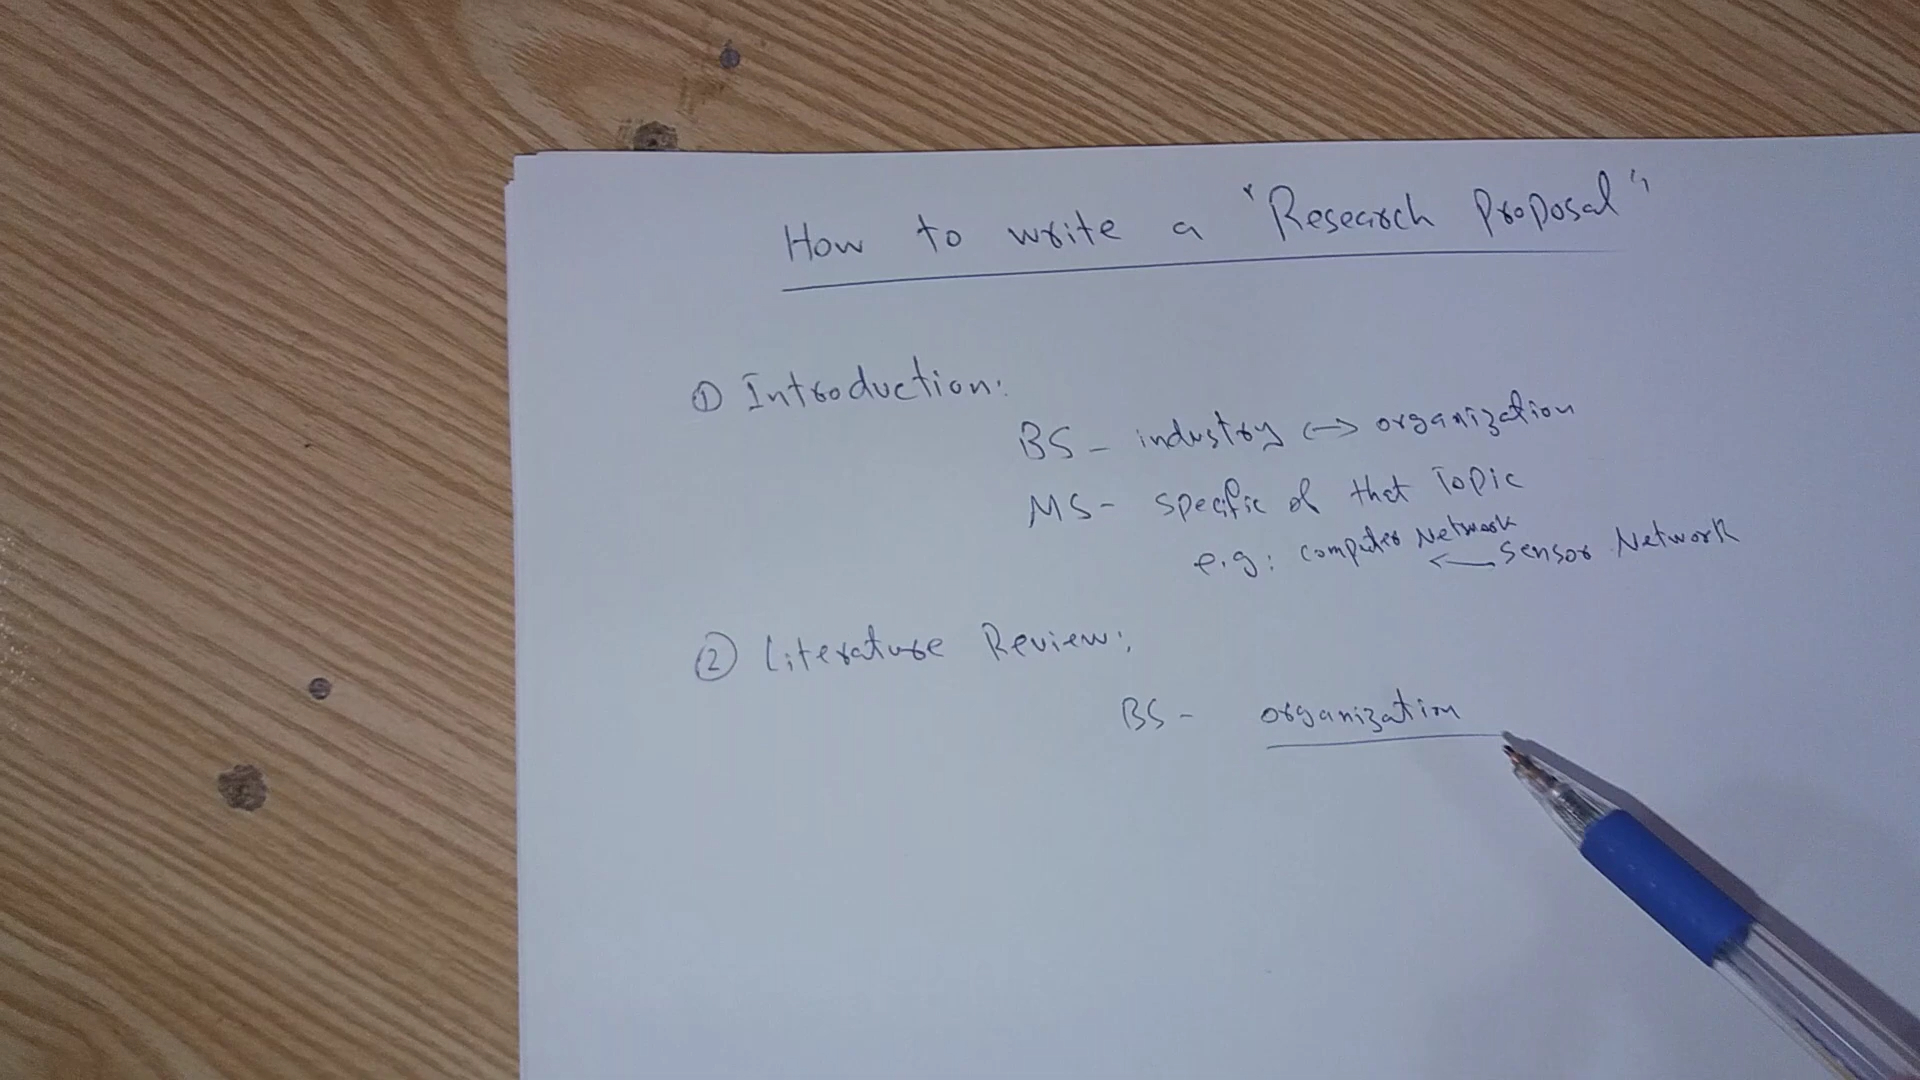 How to write a "Research Proposal"
① Introduction:
BS - industry ↔ organization
MS - specific of that Topic
e.g: computer Network ← Sensor Network
② Literature Review:
BS - organization